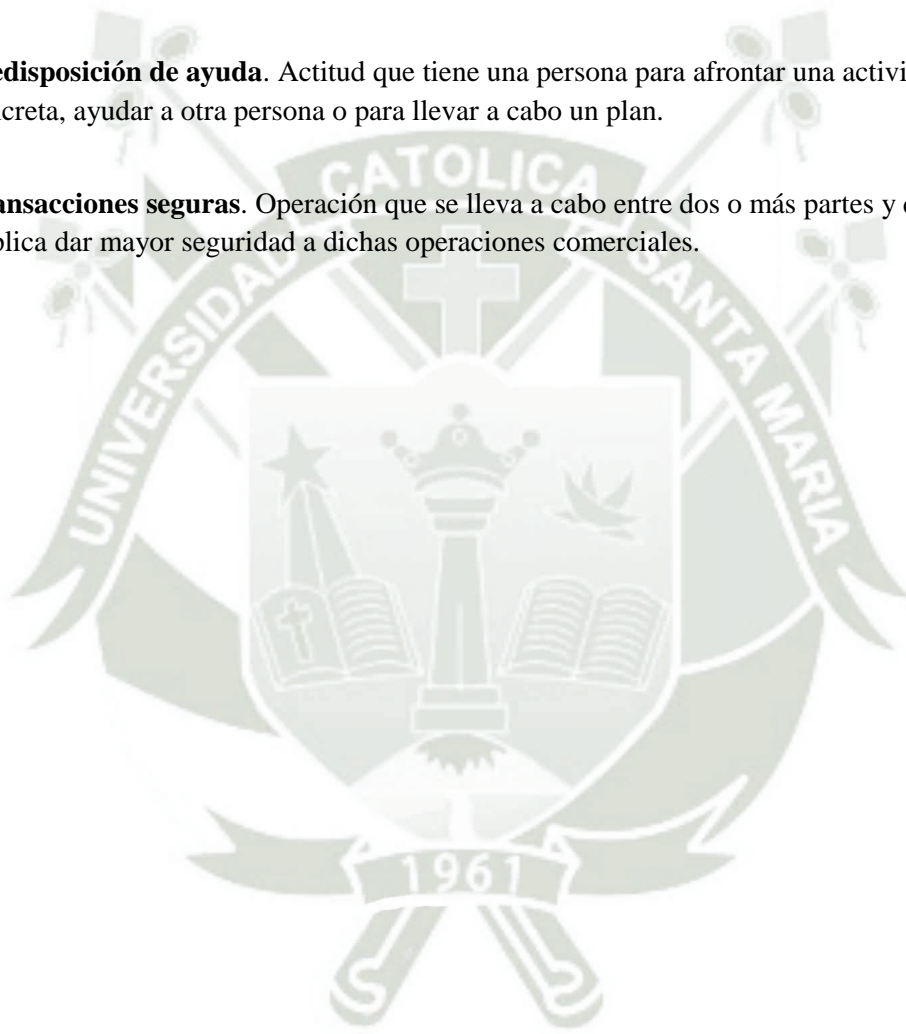 edisposición de ayuda. Actitud que tiene una persona para afrontar una activi
creta, ayudar a otra persona o para llevar a cabo un plan.
ansacciones seguras. Operación que se lleva a cabo entre dos o más partes y
plica dar mayor seguridad a dichas operaciones comerciales.
UNIVERSIDAD CATOLICA SANTA MARIA
1961